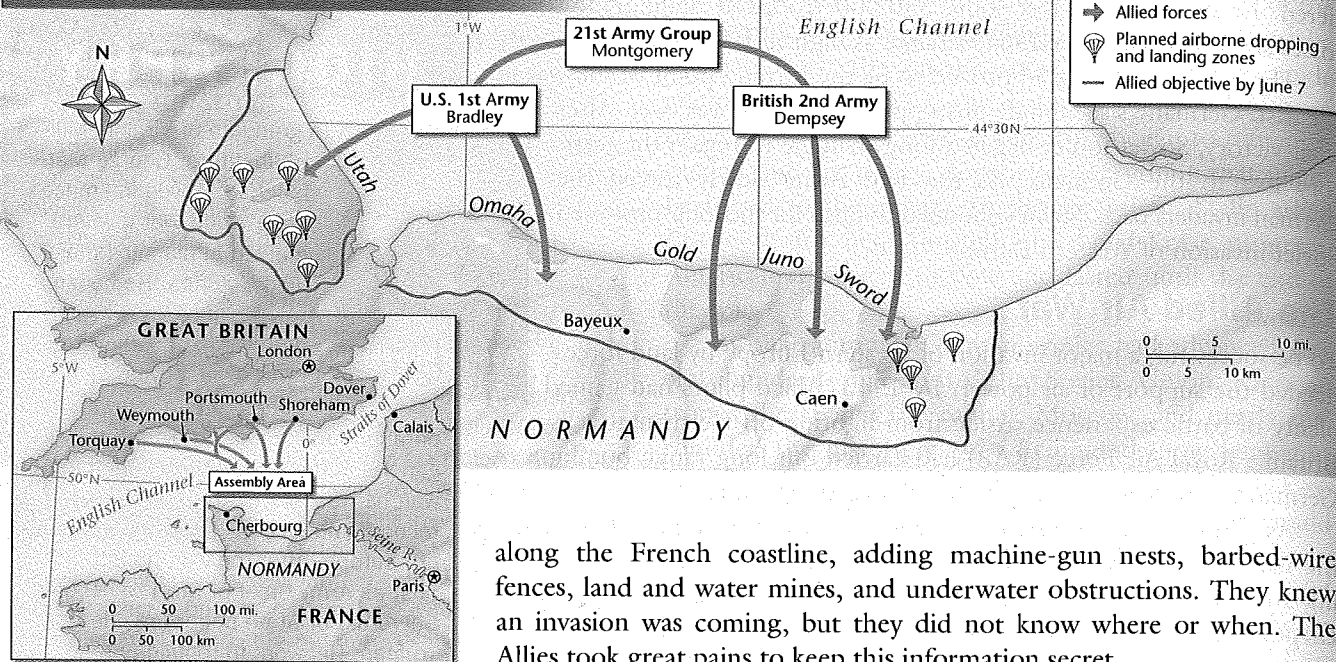 N
1°W
English Channel
21st Army Group
Montgomery
Allied forces
Planned airborne dropping
and landing zones
Allied objective by June 7
U.S. 1st Army
Bradley
British 2nd Army
Dempsey
44°30N
Utah
Omaha
Gold
Juno
Sword
Bayeux
Caen
NORMANDY
0 5 10 mi.
0 5 10 km
GREAT BRITAIN
London
5°W
Dover
Straits of Dover
Portsmouth
Shoreham
Weymouth
Torquay
Calais
0°
50°N
English Channel
Assembly Area
Cherbourg
Seine R.
NORMANDY
Paris
FRANCE
0 50 100 mi.
0 50 100 km
along the French coastline, adding machine-gun nests, barbed-wire
fences, land and water mines, and underwater obstructions. They knew
an invasion was coming, but they did not know where or when. The
Allies took great pains to keep this information secret